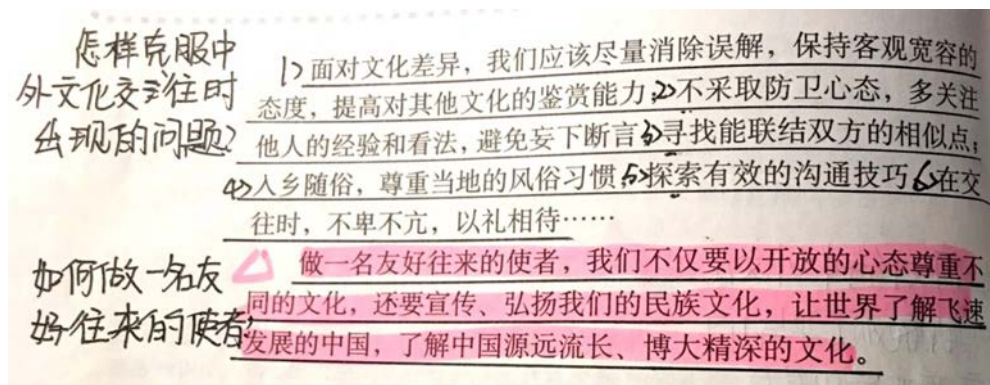 怎样克服中
外文化交往时
出现的问题?
1>面对文化差异，我们应该尽量消除误解，保持客观宽容的
态度，提高对其他文化的鉴赏能力;2>不采取防卫心态，多关注
他人的经验和看法，避免妄下断言;3>寻找能联结双方的相似点;
4>入乡随俗，尊重当地的风俗习惯;5>探索有效的沟通技巧;6>在交
往时，不卑不亢，以礼相待……
如何做一名友
好往来的使者?
做一名友好往来的使者，我们不仅要以开放的心态尊重不
同的文化，还要宣传、弘扬我们的民族文化，让世界了解飞速
发展的中国，了解中国源远流长、博大精深的文化。